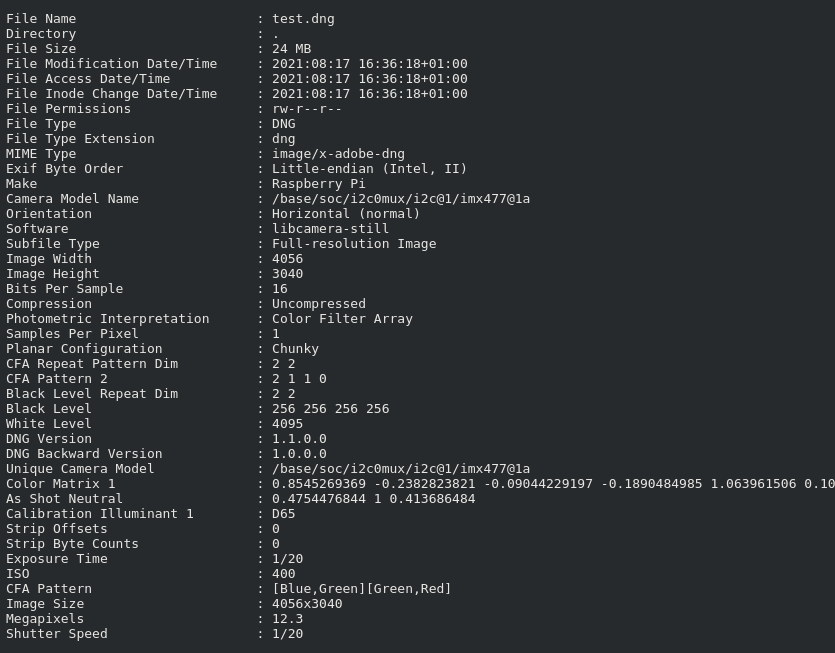 File Name : test.dng
Directory : .
File Size : 24 MB
File Modification Date/Time : 2021:08:17 16:36:18+01:00
File Access Date/Time : 2021:08:17 16:36:18+01:00
File Inode Change Date/Time : 2021:08:17 16:36:18+01:00
File Permissions : rw-r--r--
File Type : DNG
File Type Extension : dng
MIME Type : image/x-adobe-dng
Exif Byte Order : Little-endian (Intel, II)
Make : Raspberry Pi
Camera Model Name : /base/soc/i2c0mux/i2c@1/imx477@1a
Orientation : Horizontal (normal)
Software : libcamera-still
Subfile Type : Full-resolution Image
Image Width : 4056
Image Height : 3040
Bits Per Sample : 16
Compression : Uncompressed
Photometric Interpretation : Color Filter Array
Samples Per Pixel : 1
Planar Configuration : Chunky
CFA Repeat Pattern Dim : 2 2
CFA Pattern 2 : 2 1 1 0
Black Level Repeat Dim : 2 2
Black Level : 256 256 256 256
White Level : 4095
DNG Version : 1.1.0.0
DNG Backward Version : 1.0.0.0
Unique Camera Model : /base/soc/i2c0mux/i2c@1/imx477@1a
Color Matrix 1 : 0.8545269369 -0.2382823821 -0.09044229197 -0.1890484985 1.063961506 0.10
As Shot Neutral : 0.4754476844 1 0.413686484
Calibration Illuminant 1 : D65
Strip Offsets : 0
Strip Byte Counts : 0
Exposure Time : 1/20
ISO : 400
CFA Pattern : [Blue,Green][Green,Red]
Image Size : 4056x3040
Megapixels : 12.3
Shutter Speed : 1/20